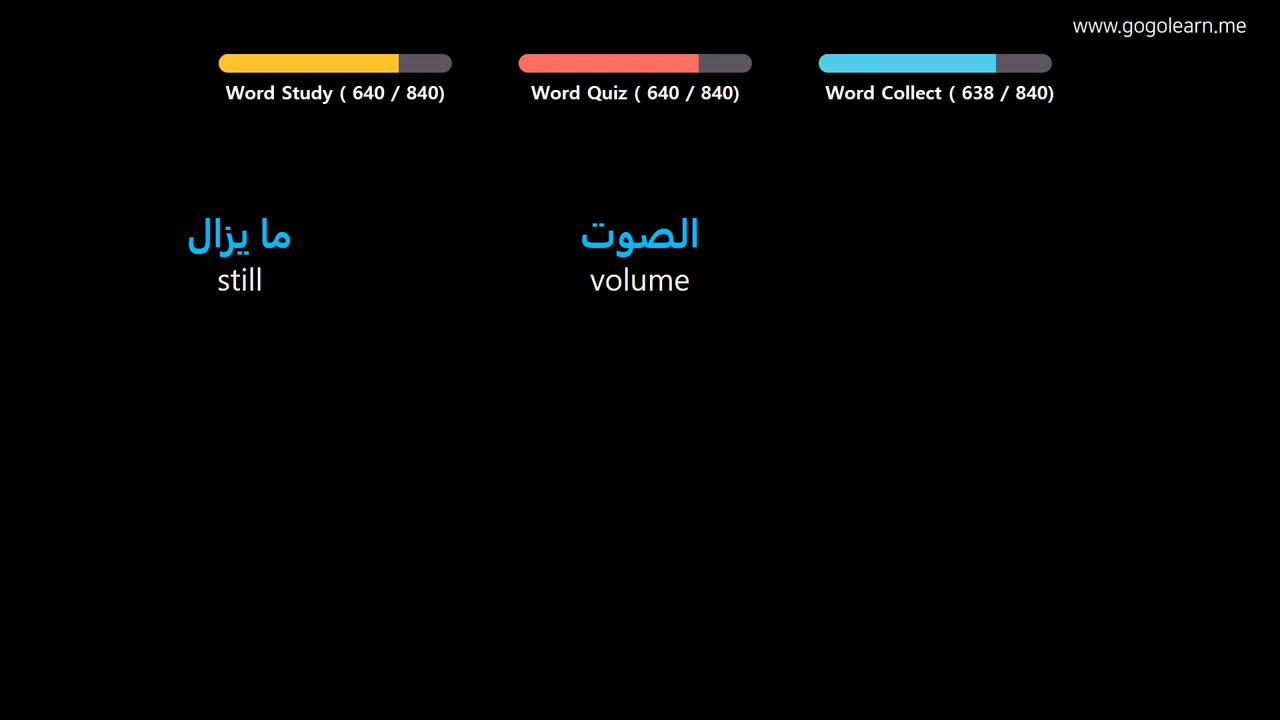 www.gogolearn.me
Word Study ( 640 / 840)
Word Quiz ( 640 / 840)
Word Collect ( 638 / 840)
ما يزال
still
الصوت
volume